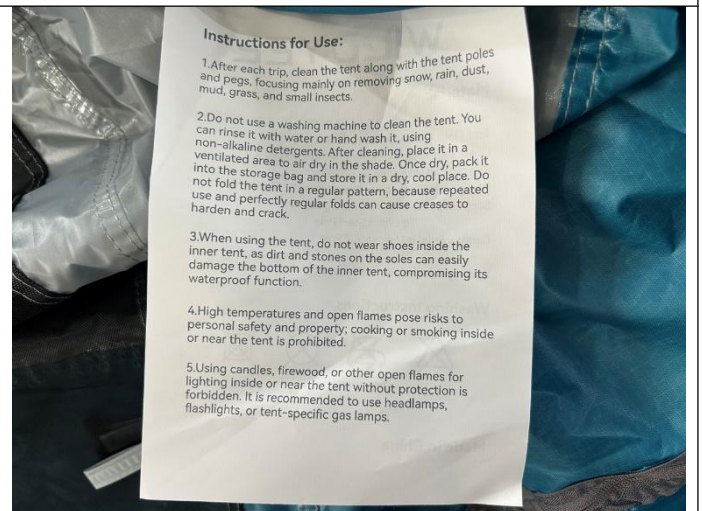 Instructions for Use:
1.After each trip, clean the tent along with the tent poles
and pegs, focusing mainly on removing snow, rain, dust,
mud, grass, and small insects.
2.Do not use a washing machine to clean the tent. You
can rinse it with water or hand wash it, using
non-alkaline detergents. After cleaning, place it in a
ventilated area to air dry in the shade. Once dry, pack it
into the storage bag and store it in a dry, cool place. Do
not fold the tent in a regular pattern, because repeated
use and perfectly regular folds can cause creases to
harden and crack.
3.When using the tent, do not wear shoes inside the
inner tent, as dirt and stones on the soles can easily
damage the bottom of the inner tent, compromising its
waterproof function.
4.High temperatures and open flames pose risks to
personal safety and property; cooking or smoking inside
or near the tent is prohibited.
5.Using candles, firewood, or other open flames for
lighting inside or near the tent without protection is
forbidden. It is recommended to use headlamps,
flashlights, or tent-specific gas lamps.